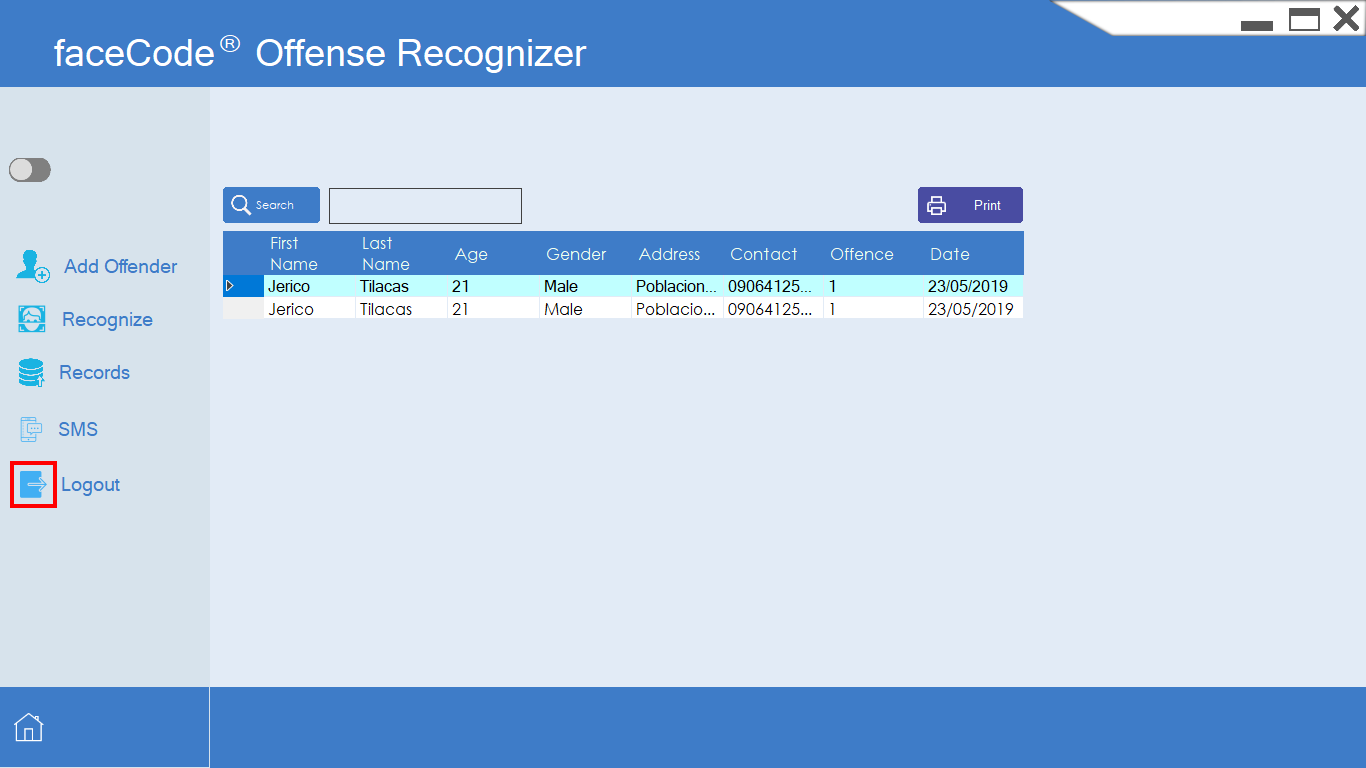 faceCode® Offense Recognizer
Add Offender
Recognize
Records
SMS
Logout
Search
Print
First Name Last Name Age Gender Address Contact Offence Date
Jerico Tilacas 21 Male Poblacion... 09064125... 1 23/05/2019
Jerico Tilacas 21 Male Poblacio... 09064125... 1 23/05/2019